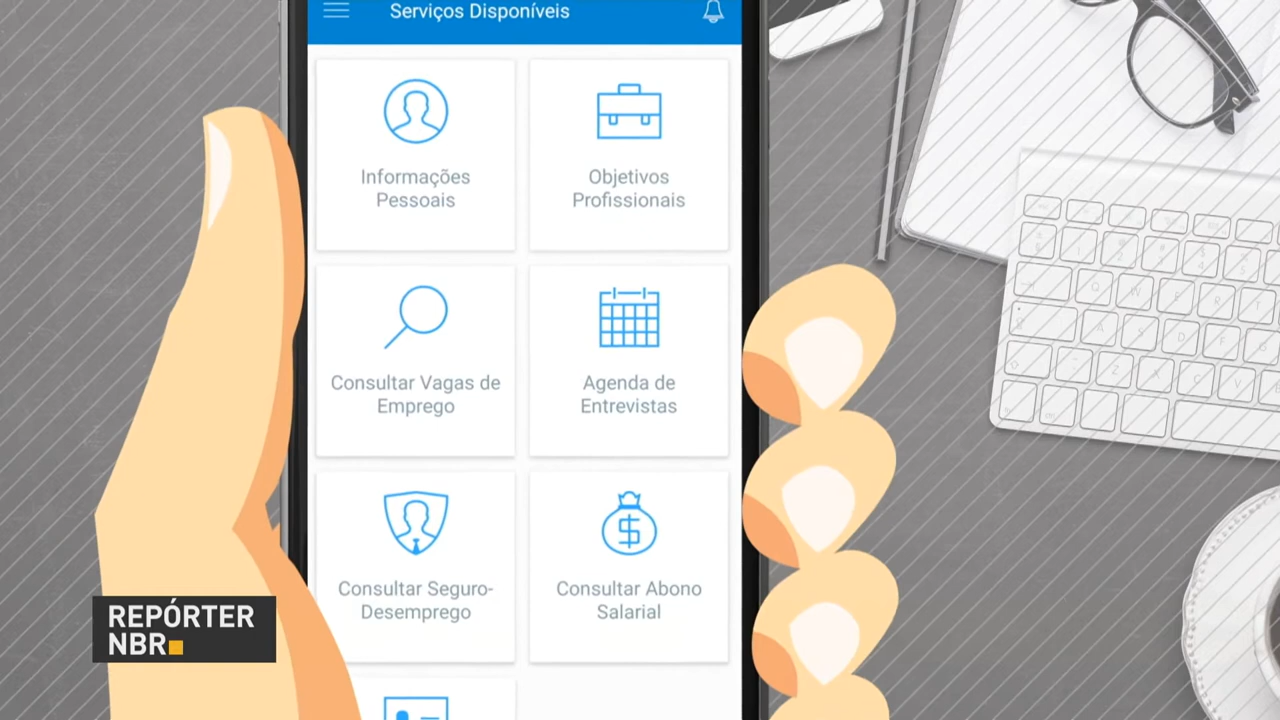 Serviços Disponíveis
Informações
Pessoais
Objetivos
Profissionais
Consultar Vagas de
Emprego
Agenda de
Entrevistas
Consultar Seguro-
Desemprego
Consultar Abono
Salarial
REPÓRTER
NBR